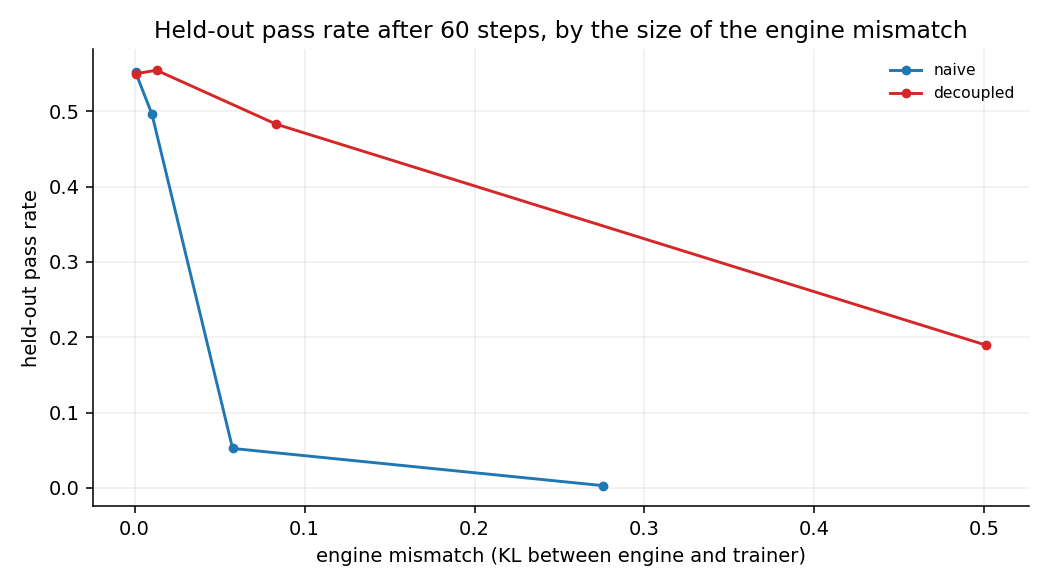 Held-out pass rate after 60 steps, by the size of the engine mismatch
naive
decoupled
held-out pass rate
0.5
0.4
0.3
0.2
0.1
0.0
0.0 0.1 0.2 0.3 0.4 0.5
engine mismatch (KL between engine and trainer)